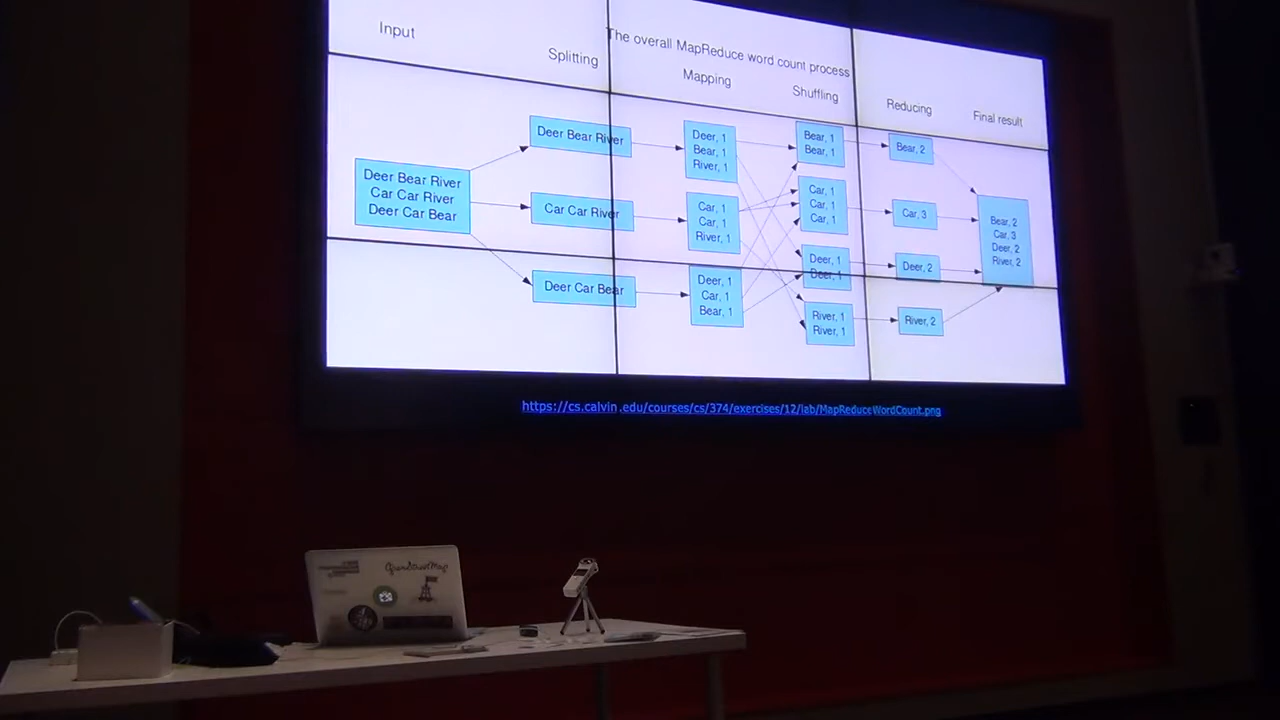 The overall MapReduce word count process
Input
Splitting
Mapping
Shuffling
Reducing
Final result
Deer Bear River
Car Car River
Deer Car Bear
Deer Bear River
Car Car River
Deer Car Bear
Deer, 1
Bear, 1
River, 1
Car, 1
Car, 1
River, 1
Deer, 1
Car, 1
Bear, 1
Bear, 1
Bear, 1
Car, 1
Car, 1
Car, 1
Deer, 1
Deer, 1
River, 1
River, 1
Bear, 2
Car, 3
Deer, 2
River, 2
Bear, 2
Car, 3
Deer, 2
River, 2
https://cs.calvin.edu/courses/cs/374/exercises/12/lab/MapReduceWordCount.png
OpenStreetMap